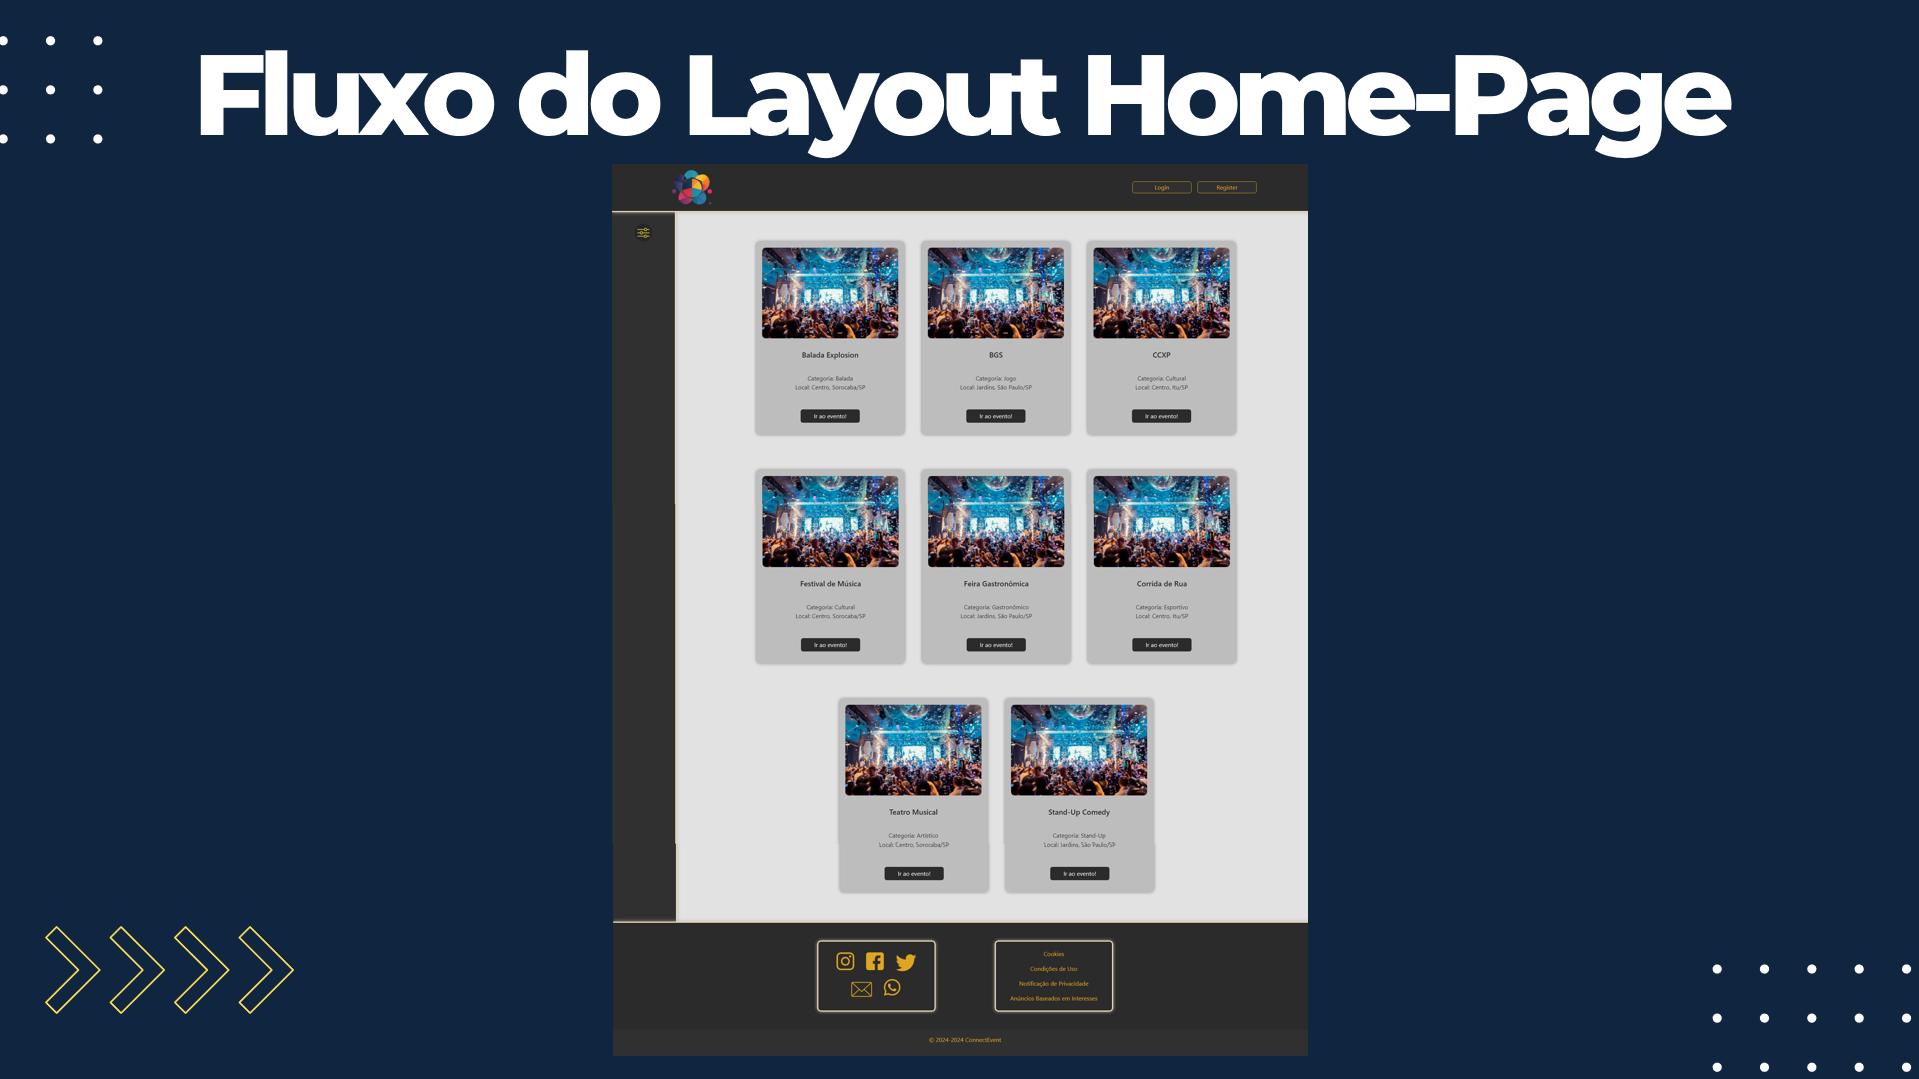 Fluxo do Layout Home-Page
Login
Register
Balada Explosion
Categoria: Balada
Local: Centro, Sorocaba/SP
Ir ao evento!
BGS
Categoria: Jogo
Local: Jardins, São Paulo/SP
Ir ao evento!
CCXP
Categoria: Cultural
Local: Centro, Itu/SP
Ir ao evento!
Festival de Música
Categoria: Cultural
Local: Centro, Sorocaba/SP
Ir ao evento!
Feira Gastronômica
Categoria: Gastronômico
Local: Jardins, São Paulo/SP
Ir ao evento!
Corrida de Rua
Categoria: Esportivo
Local: Centro, Itu/SP
Ir ao evento!
Teatro Musical
Categoria: Artístico
Local: Centro, Sorocaba/SP
Ir ao evento!
Stand-Up Comedy
Categoria: Stand-Up
Local: Jardins, São Paulo/SP
Ir ao evento!
Cookies
Condições de Uso
Notificação de Privacidade
Anúncios Baseados em Interesses
© 2024-2024 ConnectEvent